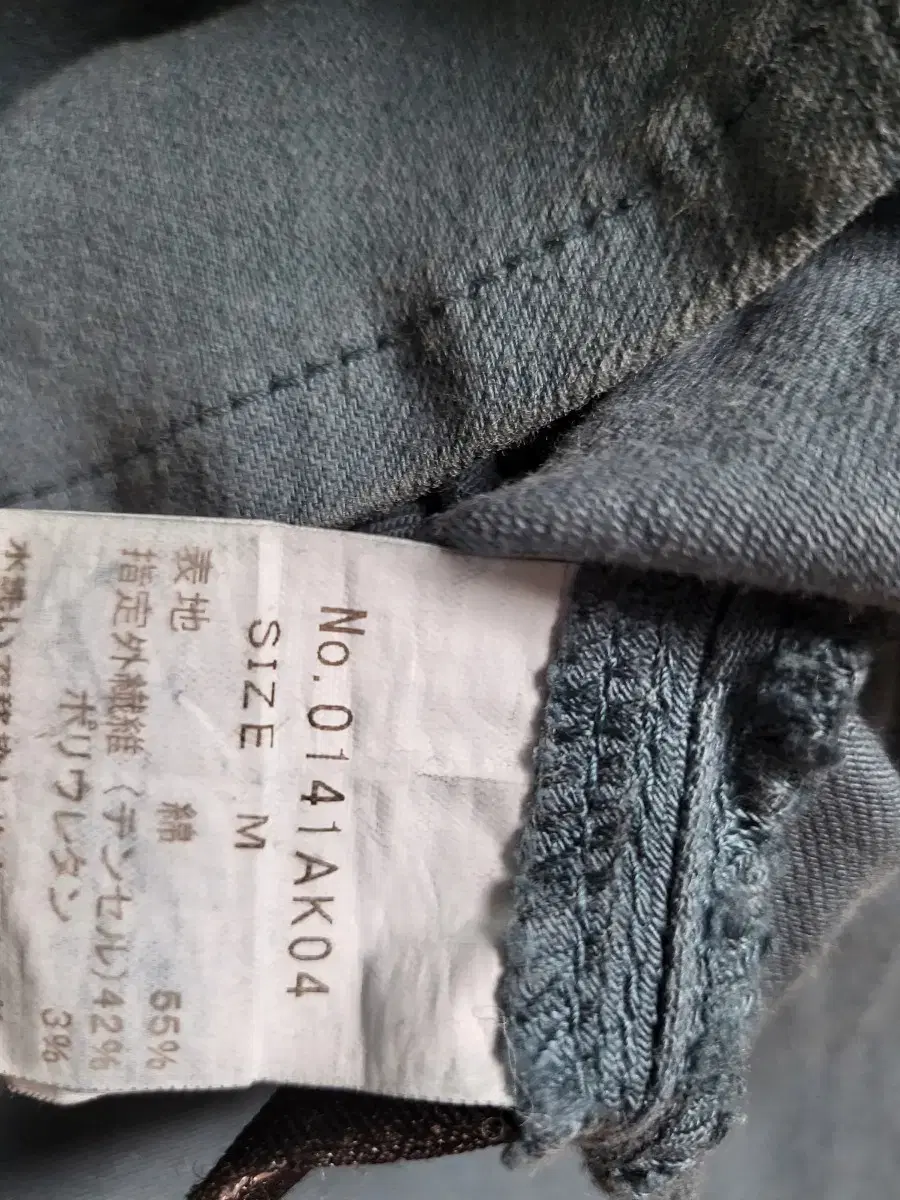 No. 0141AK04
SIZE M
表地 綿 55%
指定外繊維(テンセル)42%
ポリウレタン 3%